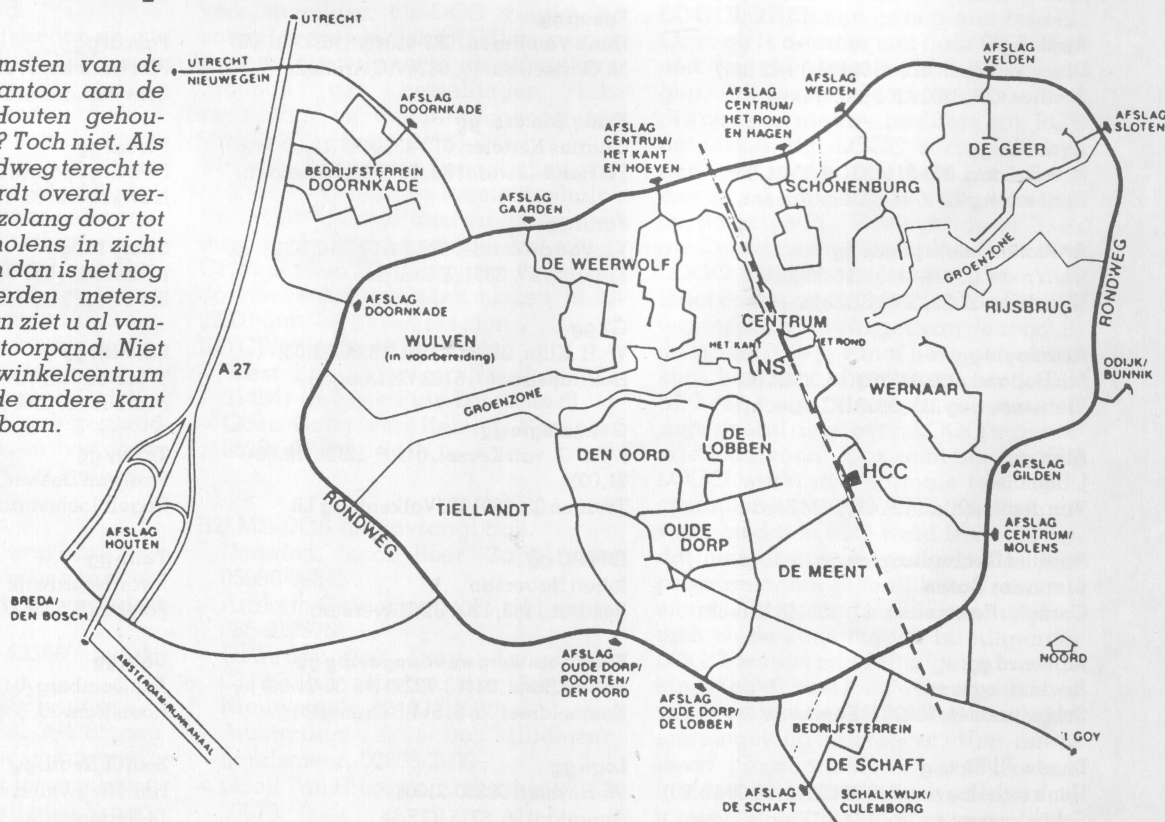 msten van de
antoor aan de
Houten gehou-
? Toch niet. Als
dweg terecht te
rdt overal ver-
zolang door tot
nolens in zicht
n dan is het nog
erden meters.
n ziet u al van-
toorpand. Niet
winkelcentrum
de andere kant
baan.
UTRECHT
UTRECHT
NIEUWEGEIN
AFSLAG
DOORNKADE
BEDRIJFSTERREIN
DOORNKADE
AFSLAG
GAARDEN
AFSLAG
CENTRUM/
HET KANT
EN HOEVEN
AFSLAG
CENTRUM/
HET ROND
EN HAGEN
AFSLAG
WEIDEN
AFSLAG
VELDEN
AFSLAG
SLOTEN
DE GEER
SCHONENBURG
DE WEERWOLF
GROENZONE
RONDWEG
RIJSBRUG
AFSLAG
DOORNKADE
WULVEN
(in voorbereiding)
CENTRUM
HET KANT
HET ROND
NS
ODIJK/
BUNNIK
A 27
GROENZONE
DEN OORD
DE
LOBBEN
HCC
AFSLAG
SPOREN
RONDWEG
TIELLANDT
OUDE
DORP
DE MEENT
AFSLAG
CENTRUM/
MOLENS
AFSLAG
HOUTEN
BREDA/
DEN BOSCH
AMSTERDAM-RIJNKANAAL
AFSLAG
OUDE DORP/
POORTEN/
DEN OORD
AFSLAG
OUDE DORP/
DE LOBBEN
BEDRIJFSTERREIN
DE SCHAFT
'T GOY
AFSLAG
DE SCHAFT
SCHALKWIJK/
CULEMBORG